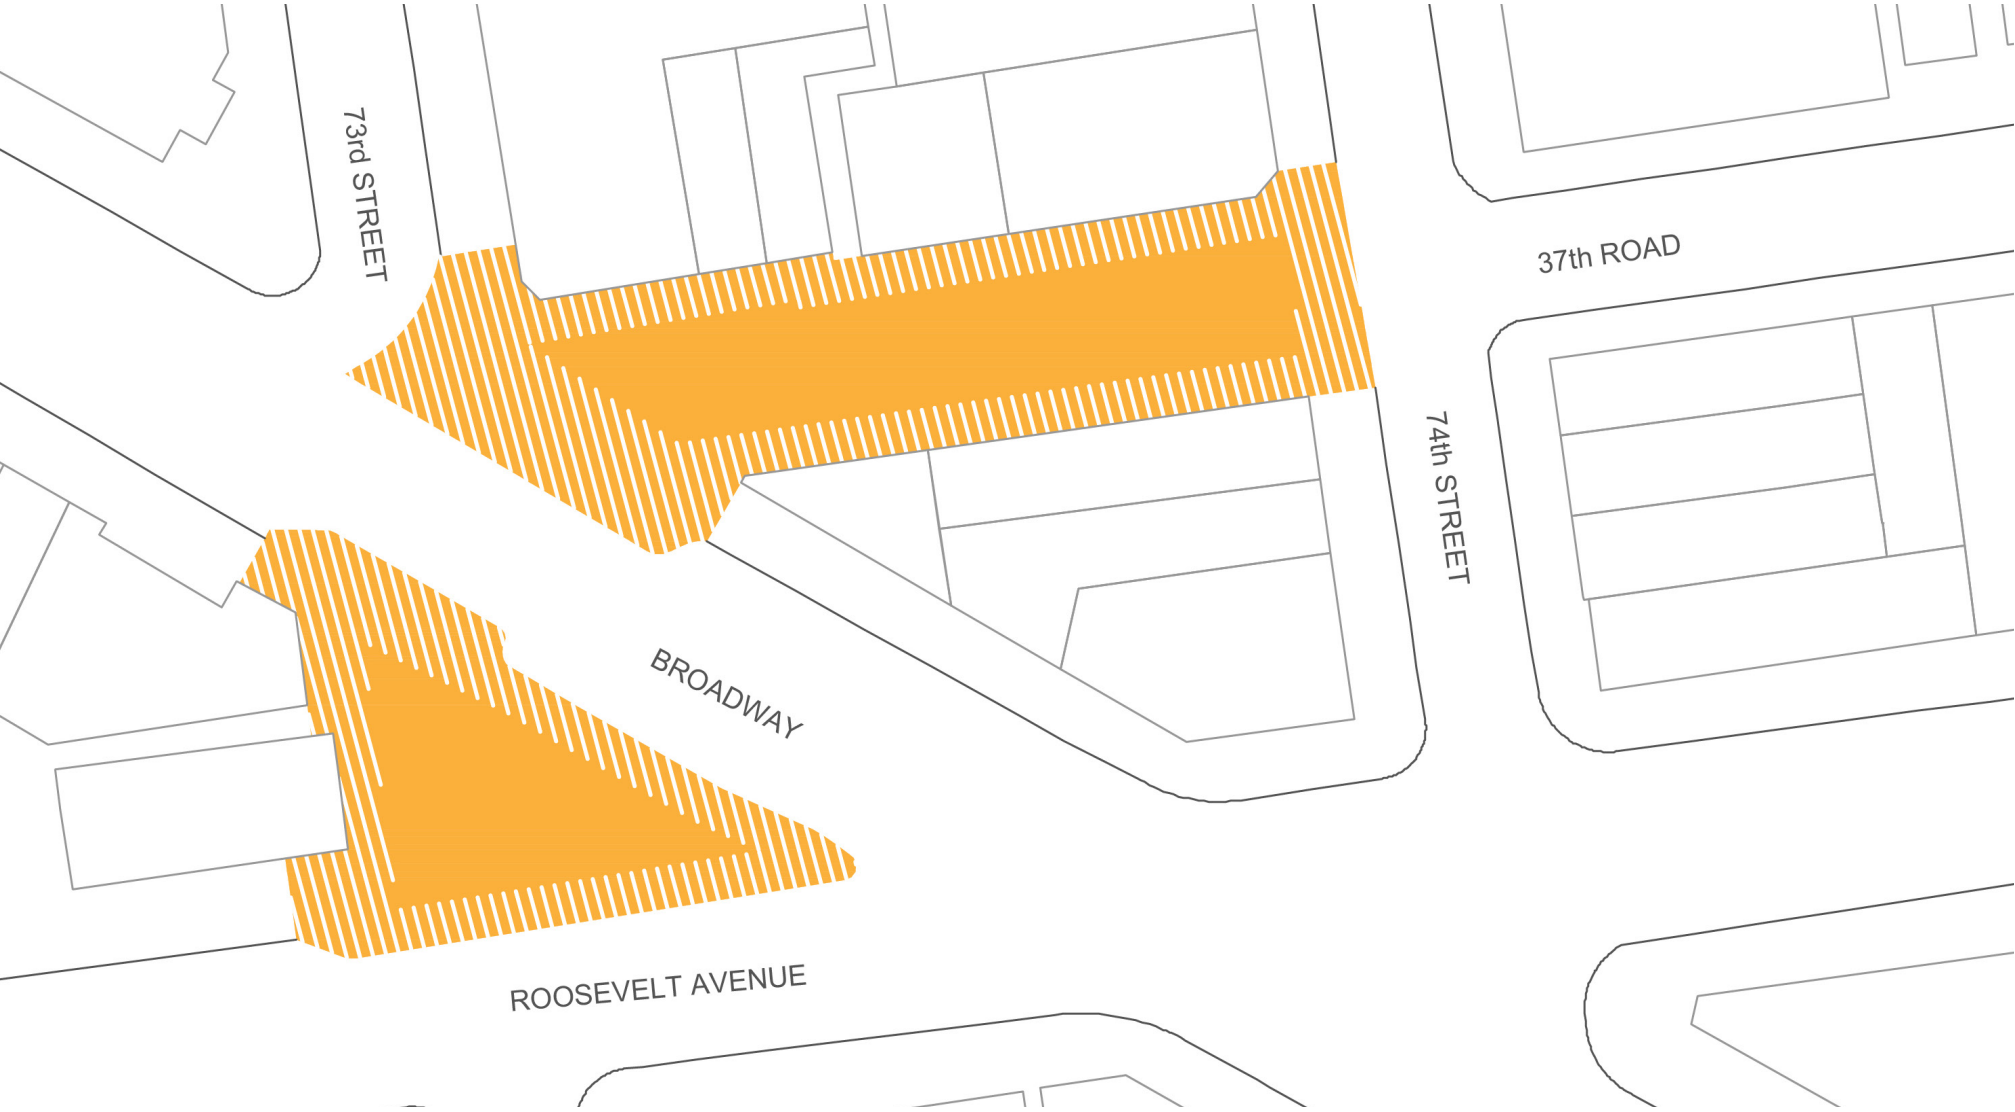 73rd STREET
37th ROAD
74th STREET
BROADWAY
ROOSEVELT AVENUE